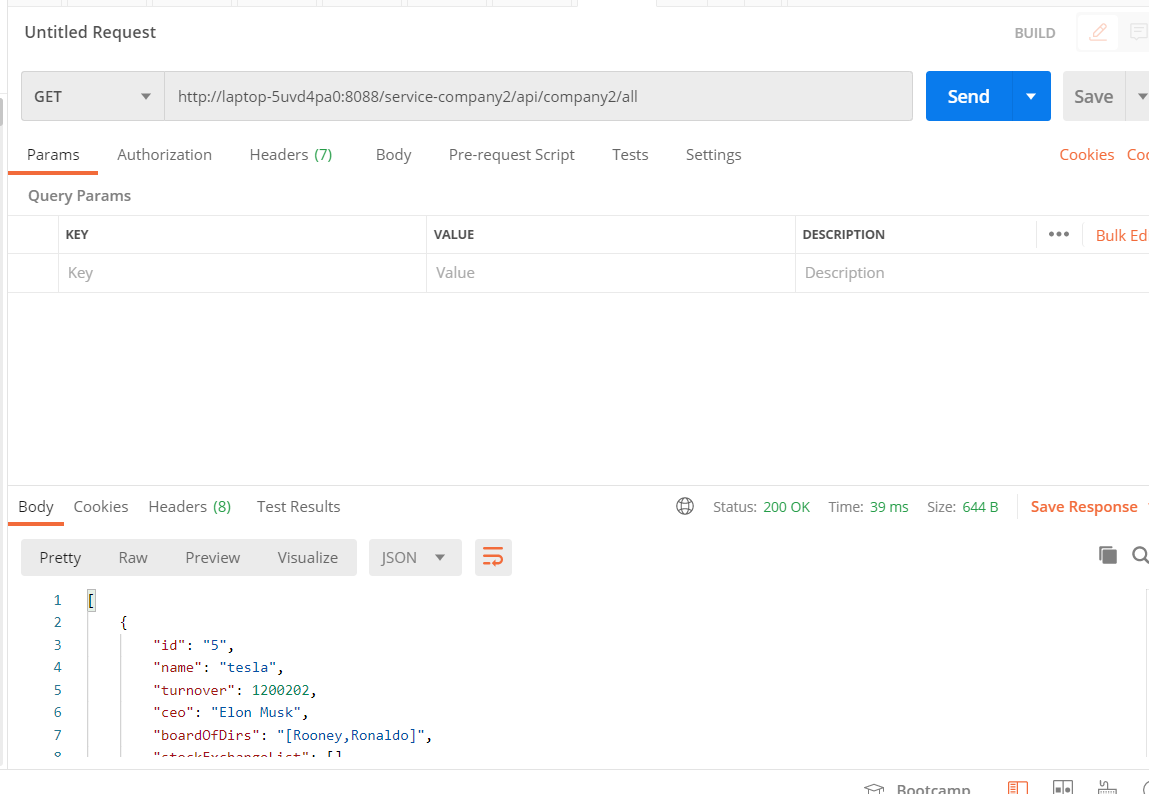 Untitled Request
BUILD
GET
http://laptop-5uvd4pa0:8088/service-company2/api/company2/all
Send
Save
Params
Authorization
Headers (7)
Body
Pre-request Script
Tests
Settings
Cookies
Query Params
KEY
VALUE
DESCRIPTION
•••
Bulk Ed
Key
Value
Description
Body
Cookies
Headers (8)
Test Results
Status: 200 OK
Time: 39 ms
Size: 644 B
Save Response
Pretty
Raw
Preview
Visualize
JSON
1 [
2 {
3 "id": "5",
4 "name": "tesla",
5 "turnover": 1200202,
6 "ceo": "Elon Musk",
7 "boardOfDirs": "[Rooney,Ronaldo]",
8 "stockExchangeList": []
Bootcamp